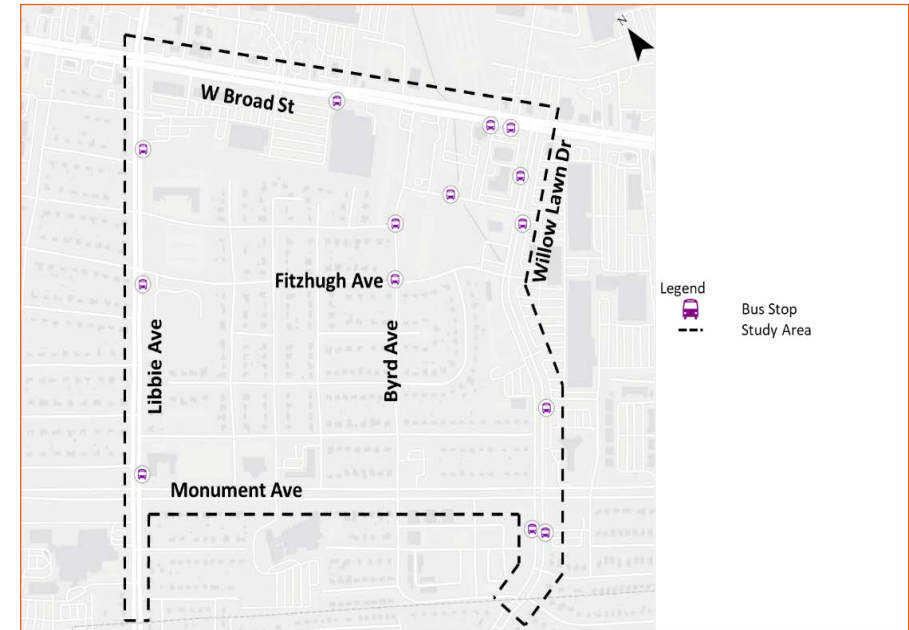 N
W Broad St
Willow Lawn Dr
Fitzhugh Ave
Libbie Ave
Byrd Ave
Monument Ave
Legend
Bus Stop
Study Area